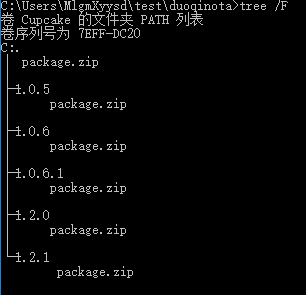 C:\Users\MlgmXyysd\test\duoqinota>tree /F
卷 Cupcake 的文件夹 PATH 列表
卷序列号为 7EFF-DC20
C:.
│  package.zip
│
├─1.0.5
│      package.zip
│
├─1.0.6
│      package.zip
│
├─1.0.6.1
│      package.zip
│
├─1.2.0
│      package.zip
│
└─1.2.1
        package.zip